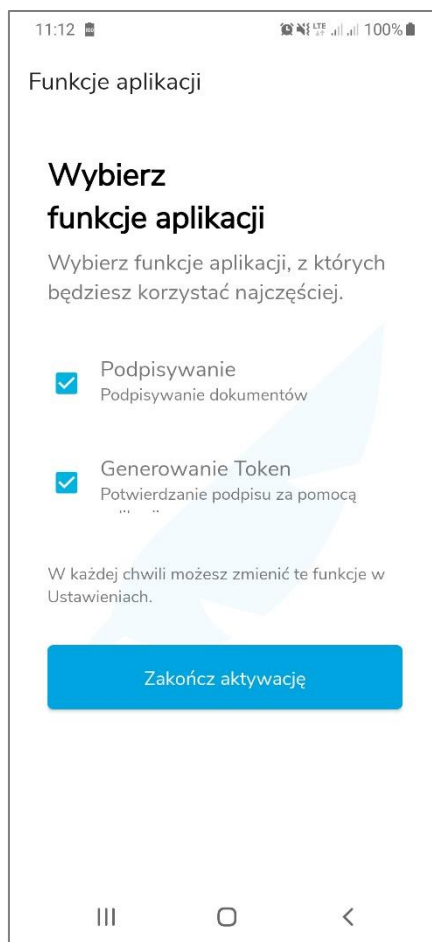 11:12
LTE
100%
Funkcje aplikacji
Wybierz
funkcje aplikacji
Wybierz funkcje aplikacji, z których
będziesz korzystać najczęściej.
Podpisywanie
Podpisywanie dokumentów
Generowanie Token
Potwierdzanie podpisu za pomocą
W każdej chwili możesz zmienić te funkcje w
Ustawieniach.
Zakończ aktywację